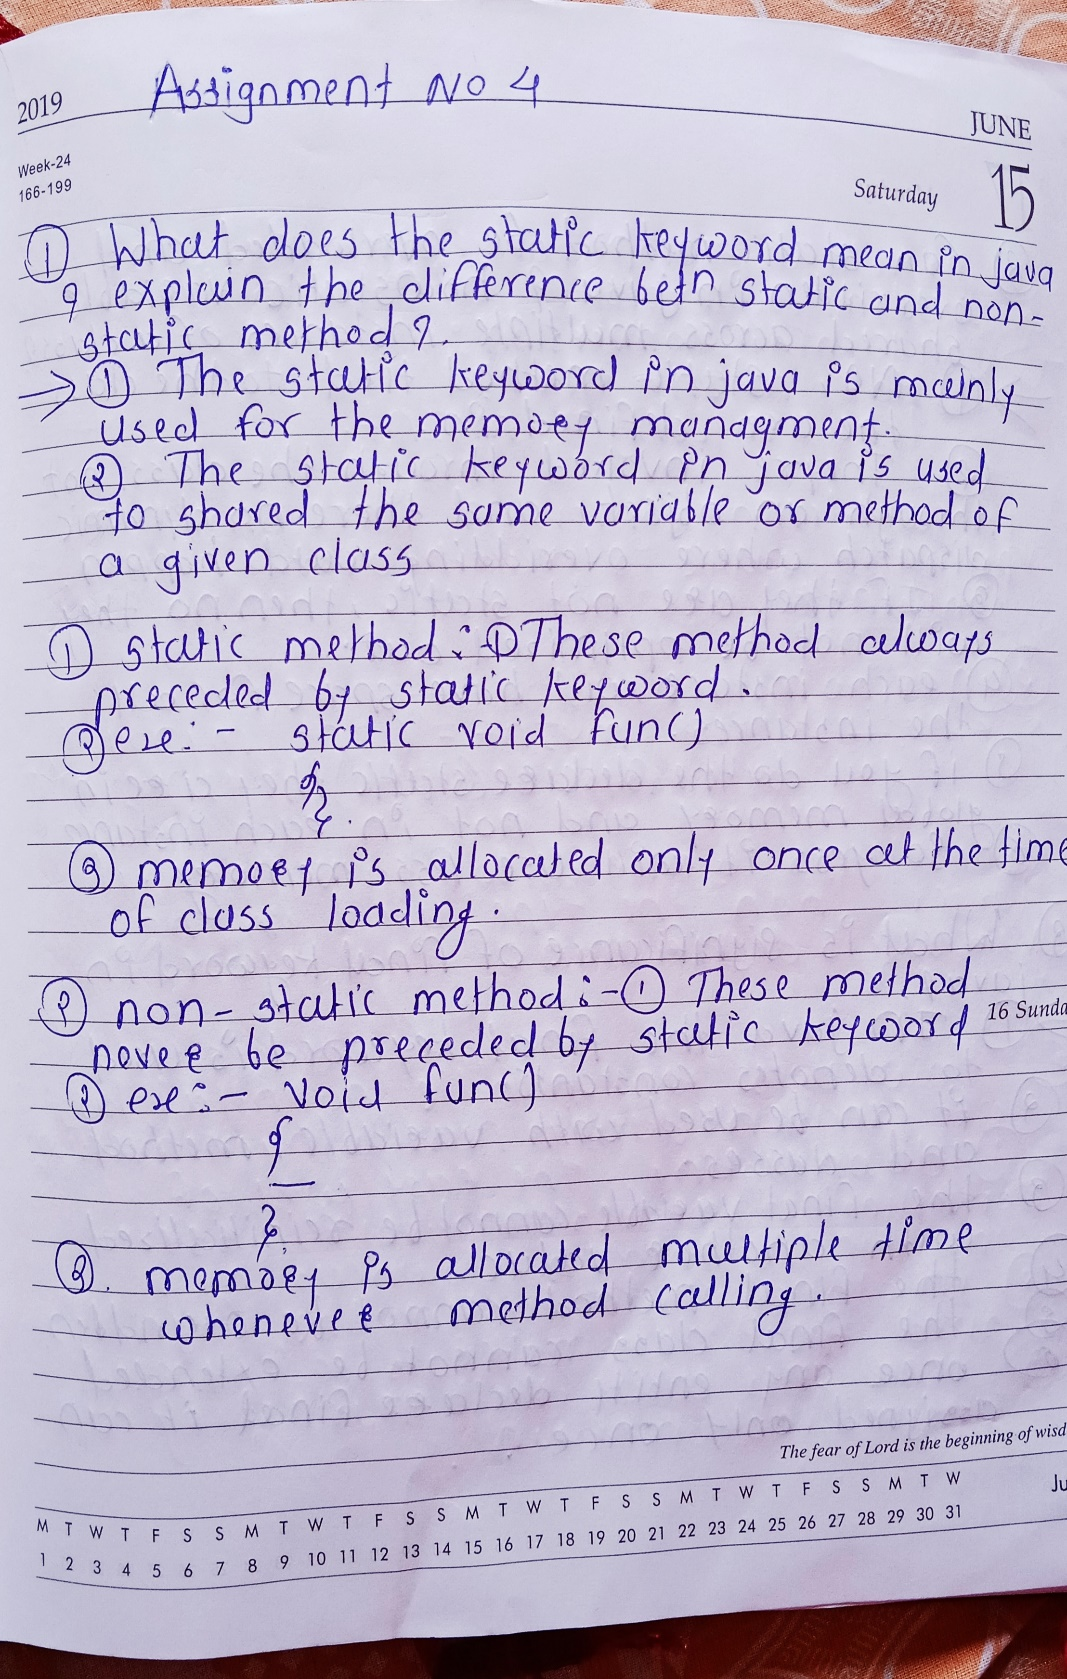 Assignment No 4
2019
JUNE
Week-24
166-199
Saturday 15
① What does the static keyword mean in java
? explain the difference betn static and non-
static method?.
⇒ ① The static keyword in java is mainly
used for the memory managment.
② The static keyword in java is used
to shared the same variable or method of
a given class
① static method:- ① These method always
preceded by static keyword.
② exe:- static void fun()
{
}.
③ memory is allocated only once at the time
of class loading.
② non-static method:-① These method
16 Sunda
never be preceded by static keyword
② exe:- void fun()
{
—
}.
③. memory is allocated multiple time
whenever method calling.
The fear of Lord is the beginning of wisd
Ju
M T W T F S S M T W T F S S M T W T F S S M T W T F S S M T W
1 2 3 4 5 6 7 8 9 10 11 12 13 14 15 16 17 18 19 20 21 22 23 24 25 26 27 28 29 30 31